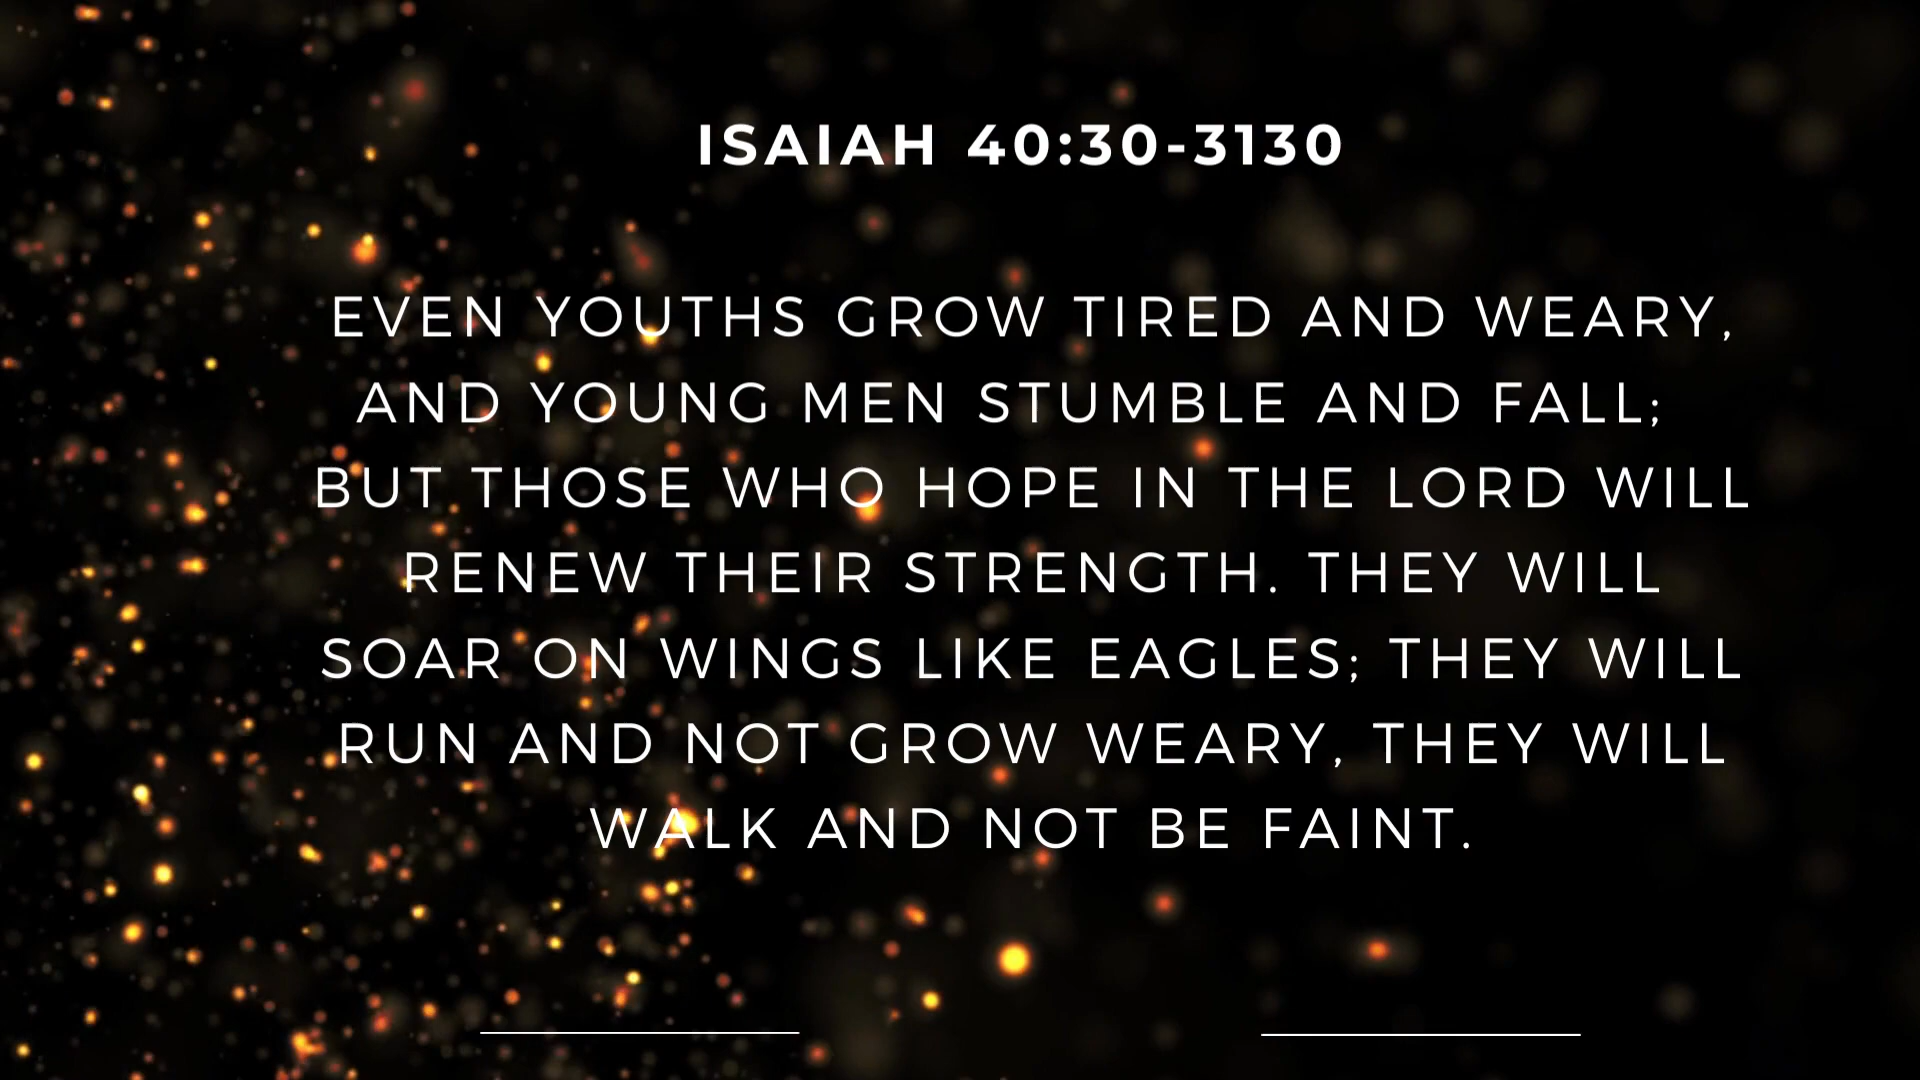 ISAIAH 40:30-3130
EVEN YOUTHS GROW TIRED AND WEARY,
AND YOUNG MEN STUMBLE AND FALL;
BUT THOSE WHO HOPE IN THE LORD WILL
RENEW THEIR STRENGTH. THEY WILL
SOAR ON WINGS LIKE EAGLES; THEY WILL
RUN AND NOT GROW WEARY, THEY WILL
WALK AND NOT BE FAINT.